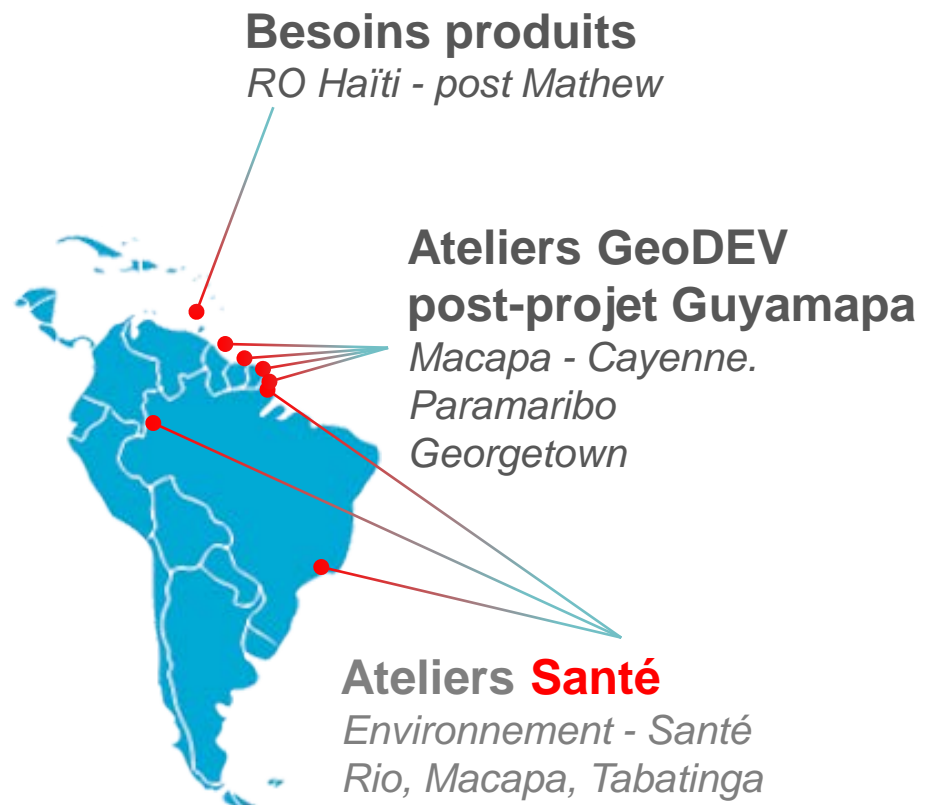 Besoins produits
RO Haïti - post Mathew
Ateliers GeoDEV
post-projet Guyamapa
Macapa - Cayenne.
Paramaribo
Georgetown
Ateliers Santé
Environnement - Santé
Rio, Macapa, Tabatinga